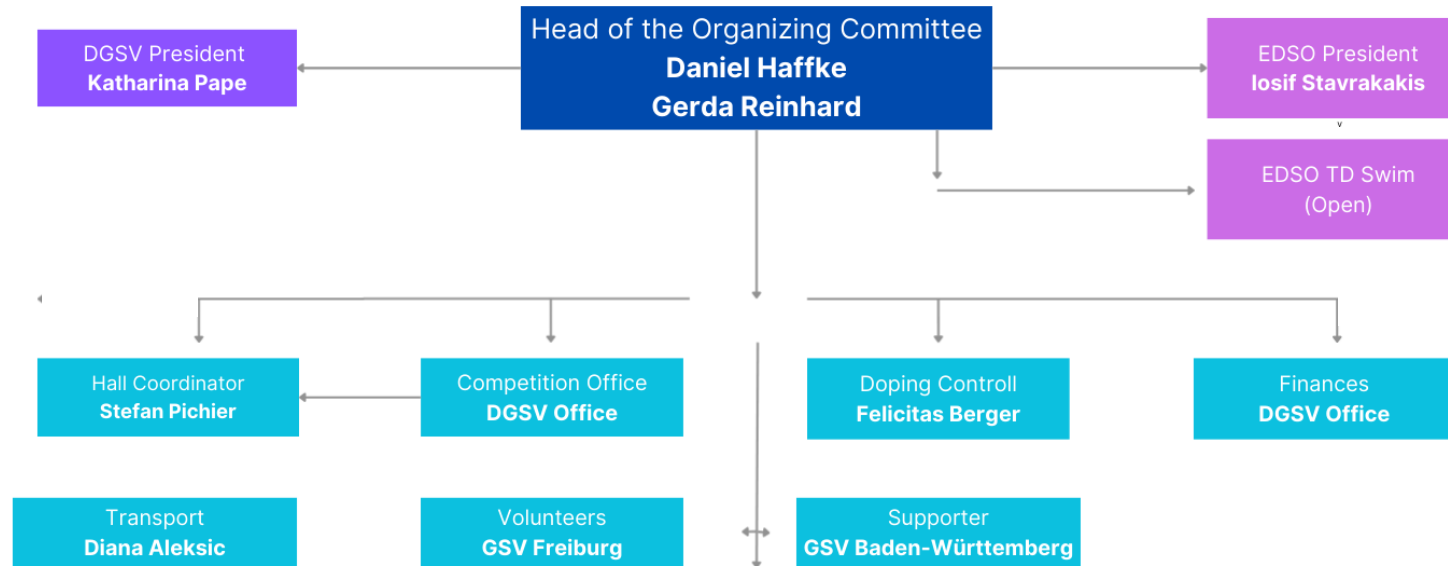 Head of the Organizing Committee
Daniel Haffke
Gerda Reinhard
DGSV President
Katharina Pape
EDSO President
Iosif Stavrakakis
v
EDSO TD Swim
(Open)
Hall Coordinator
Stefan Pichier
Competition Office
DGSV Office
Doping Controll
Felicitas Berger
Finances
DGSV Office
Transport
Diana Aleksic
Volunteers
GSV Freiburg
Supporter
GSV Baden-Württemberg